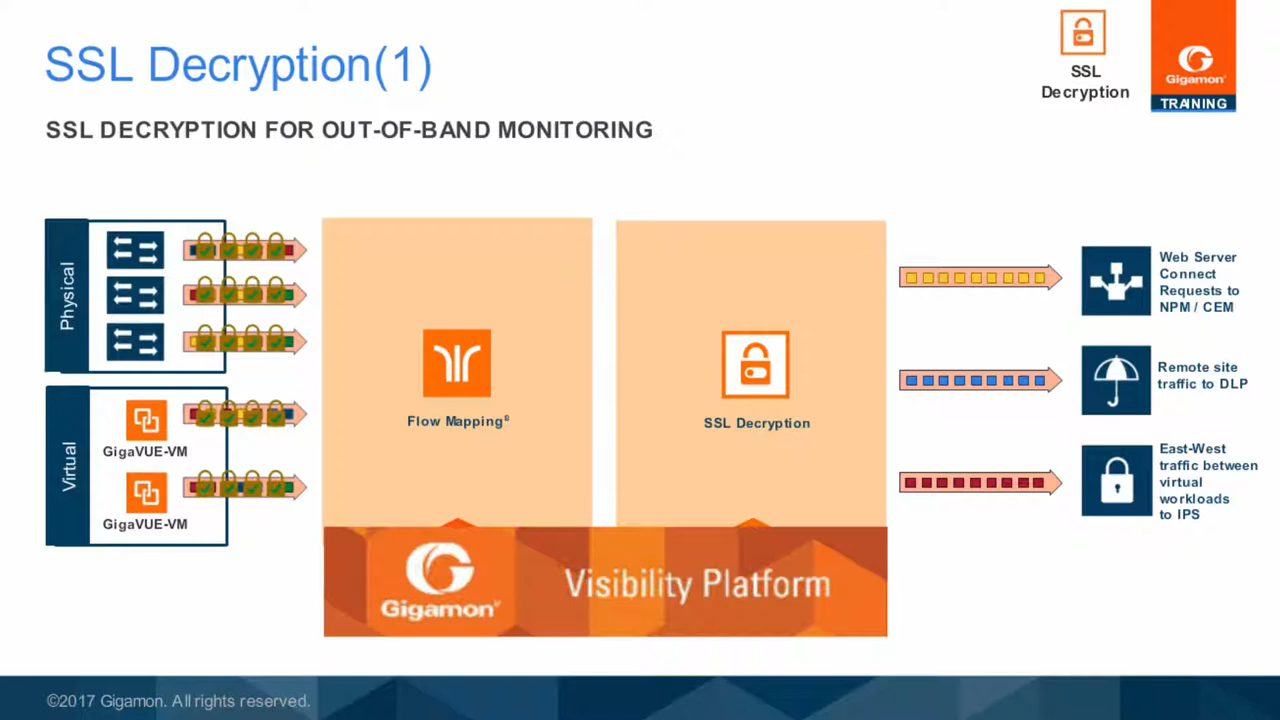 SSL Decryption(1)
SSL DECRYPTION FOR OUT-OF-BAND MONITORING
SSL
Decryption
Gigamon®
TRAINING
Physical
Virtual
GigaVUE-VM
GigaVUE-VM
Flow Mapping®
SSL Decryption
Web Server
Connect
Requests to
NPM / CEM
Remote site
traffic to DLP
East-West
traffic between
virtual
workloads
to IPS
Gigamon®
Visibility Platform
©2017 Gigamon. All rights reserved.